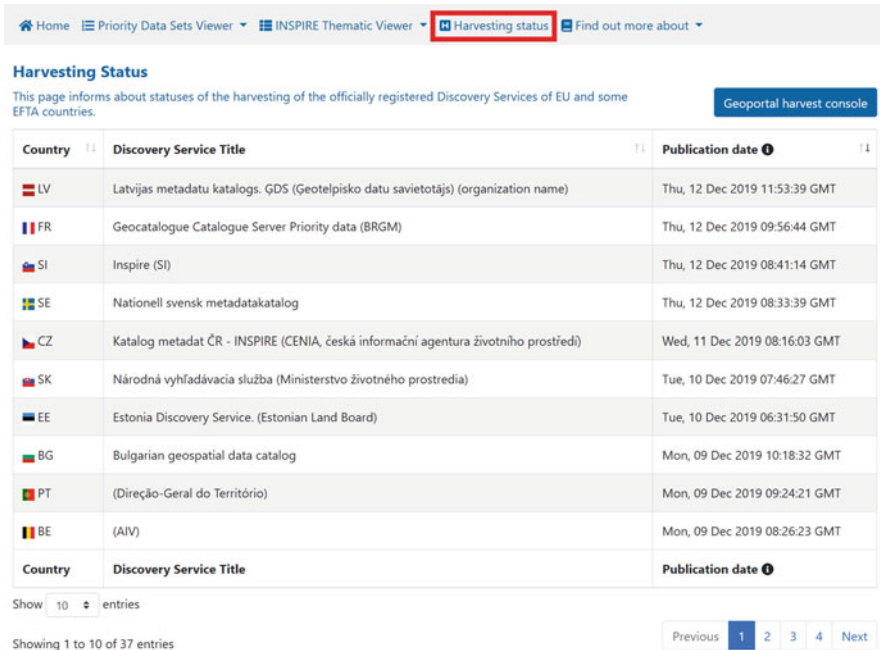 Home Priority Data Sets Viewer INSPIRE Thematic Viewer H Harvesting status Find out more about
Harvesting Status
This page informs about statuses of the harvesting of the officially registered Discovery Services of EU and some
EFTA countries.
Geoportal harvest console
Country Discovery Service Title Publication date
LV Latvijas metadatu katalogs. ĢDS (Ģeotelpisko datu savietotājs) (organization name) Thu, 12 Dec 2019 11:53:39 GMT
FR Geocatalogue Catalogue Server Priority data (BRGM) Thu, 12 Dec 2019 09:56:44 GMT
SI Inspire (SI) Thu, 12 Dec 2019 08:41:14 GMT
SE Nationell svensk metadatakatalog Thu, 12 Dec 2019 08:33:39 GMT
CZ Katalog metadat ČR - INSPIRE (CENIA, česká informační agentura životního prostředí) Wed, 11 Dec 2019 08:16:03 GMT
SK Národná vyhľadávacia služba (Ministerstvo životného prostredia) Tue, 10 Dec 2019 07:46:27 GMT
EE Estonia Discovery Service. (Estonian Land Board) Tue, 10 Dec 2019 06:31:50 GMT
BG Bulgarian geospatial data catalog Mon, 09 Dec 2019 10:18:32 GMT
PT (Direção-Geral do Território) Mon, 09 Dec 2019 09:24:21 GMT
BE (AIV) Mon, 09 Dec 2019 08:26:23 GMT
Country Discovery Service Title Publication date
Show 10 entries
Showing 1 to 10 of 37 entries
Previous 1 2 3 4 Next